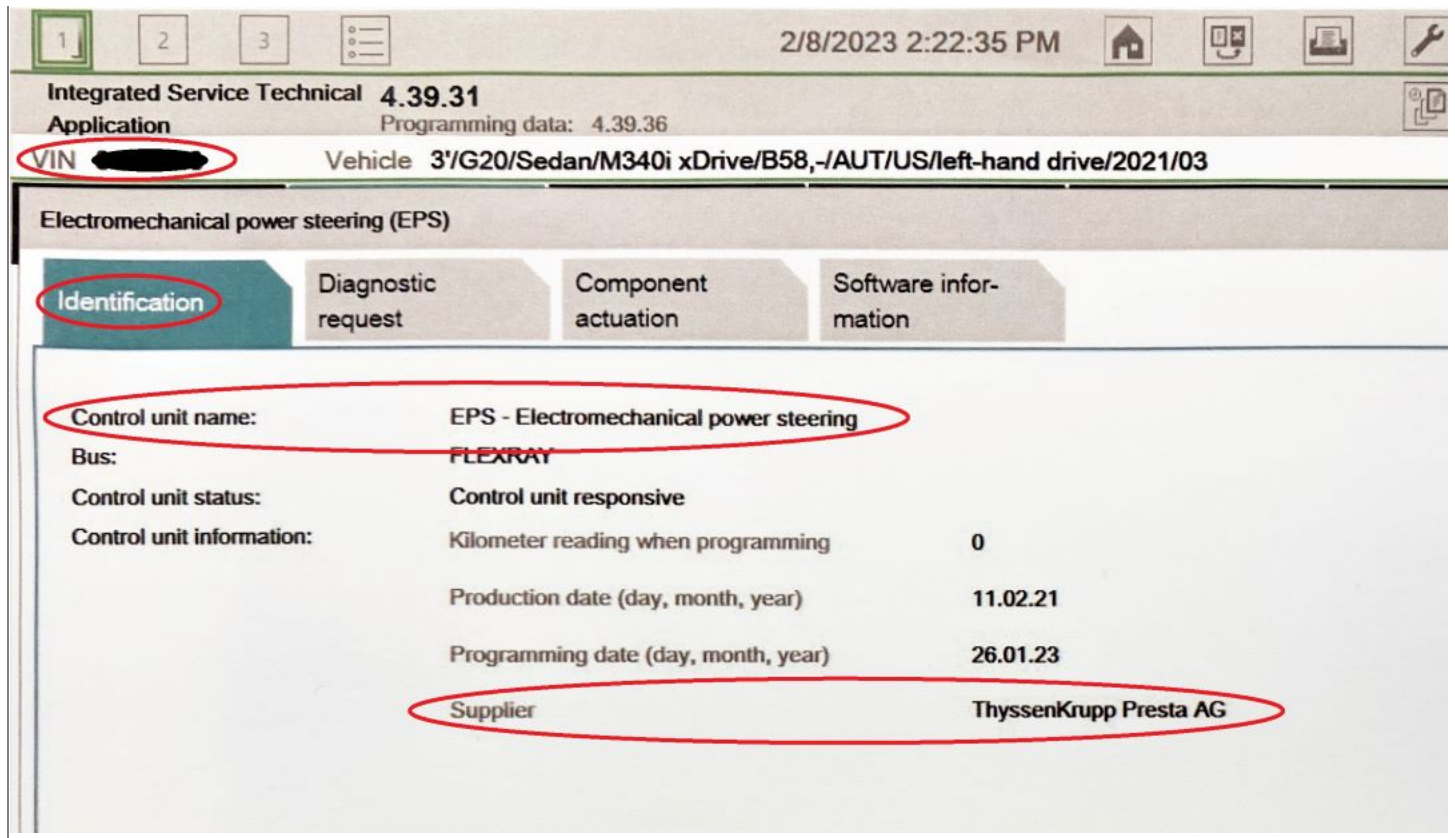 1 2 3 2/8/2023 2:22:35 PM
Integrated Service Technical 4.39.31
Application Programming data: 4.39.36
VIN Vehicle 3'/G20/Sedan/M340i xDrive/B58,-/AUT/US/left-hand drive/2021/03
Electromechanical power steering (EPS)
Identification
Diagnostic
request
Component
actuation
Software infor-
mation
Control unit name: EPS - Electromechanical power steering
Bus: FLEXRAY
Control unit status: Control unit responsive
Control unit information: Kilometer reading when programming 0
Production date (day, month, year) 11.02.21
Programming date (day, month, year) 26.01.23
Supplier ThyssenKrupp Presta AG